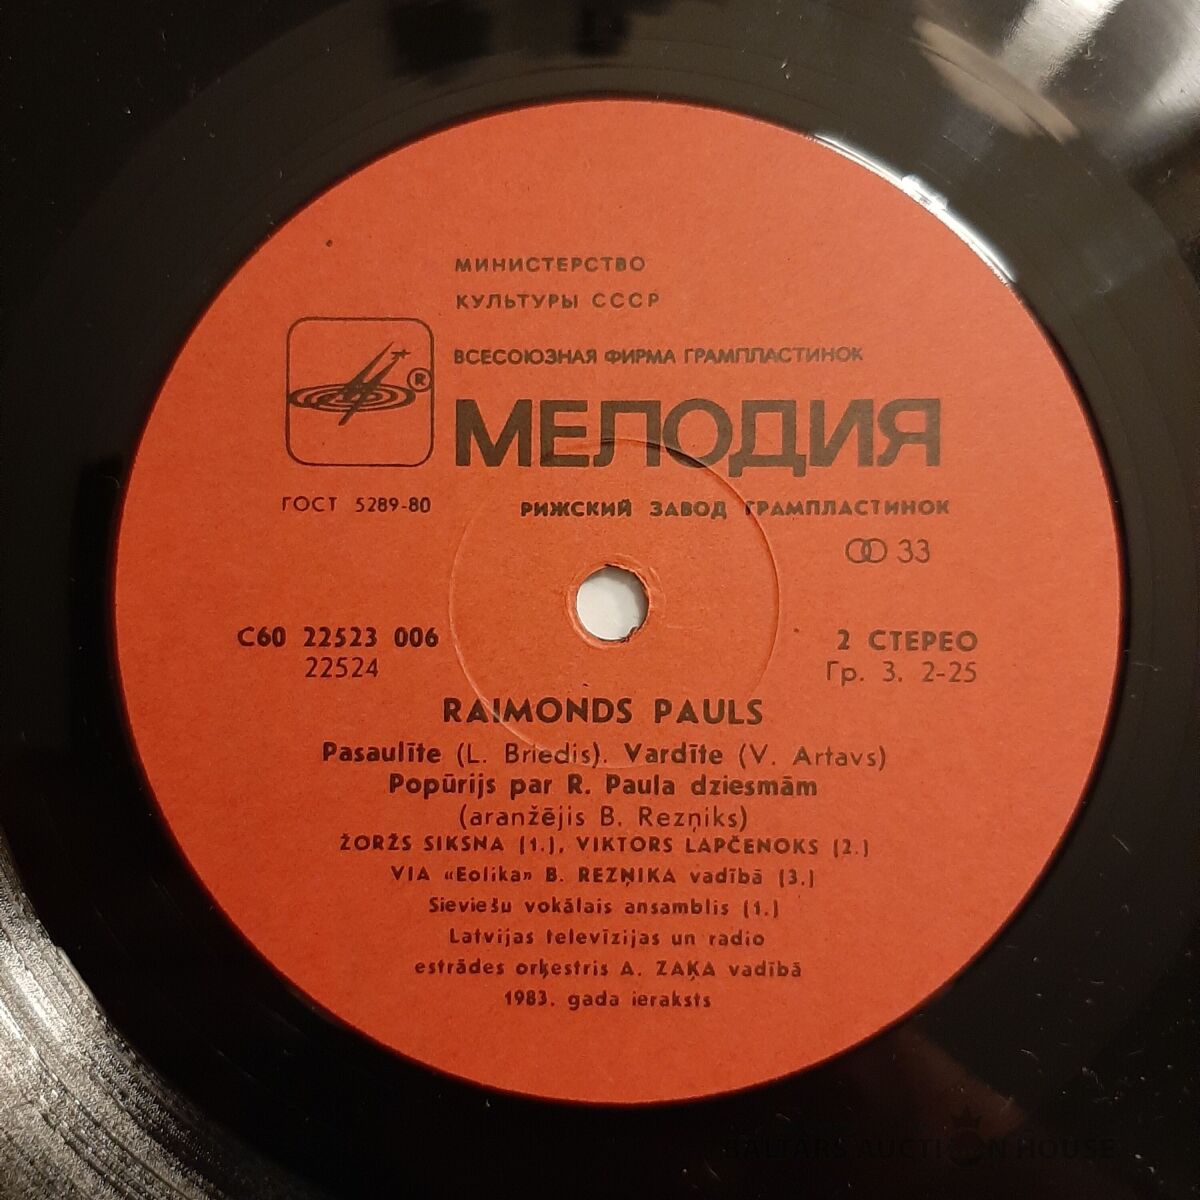 МИНИСТЕРСТВО
КУЛЬТУРЫ СССР
ВСЕСОЮЗНАЯ ФИРМА ГРАМПЛАСТИНОК
®
МЕЛОДИЯ
ГОСТ 5289-80
РИЖСКИЙ ЗАВОД ГРАМПЛАСТИНОК
33
С60 22523 006
22524
2 СТЕРЕО
Гр. 3. 2-25
RAIMONDS PAULS
Pasaulīte (L. Briedis). Vardīte (V. Artavs)
Popūrijs par R. Paula dziesmām
(aranžējis B. Rezņiks)
ŽORŽS SIKSNA (1.), VIKTORS LAPČENOKS (2.)
VIA «Eolika» B. REZŅIKA vadībā (3.)
Sieviešu vokālais ansamblis (1.)
Latvijas televīzijas un radio
estrādes orķestris A. ZAĶA vadībā
1983. gada ieraksts
BALTARS AUCTION HOUSE